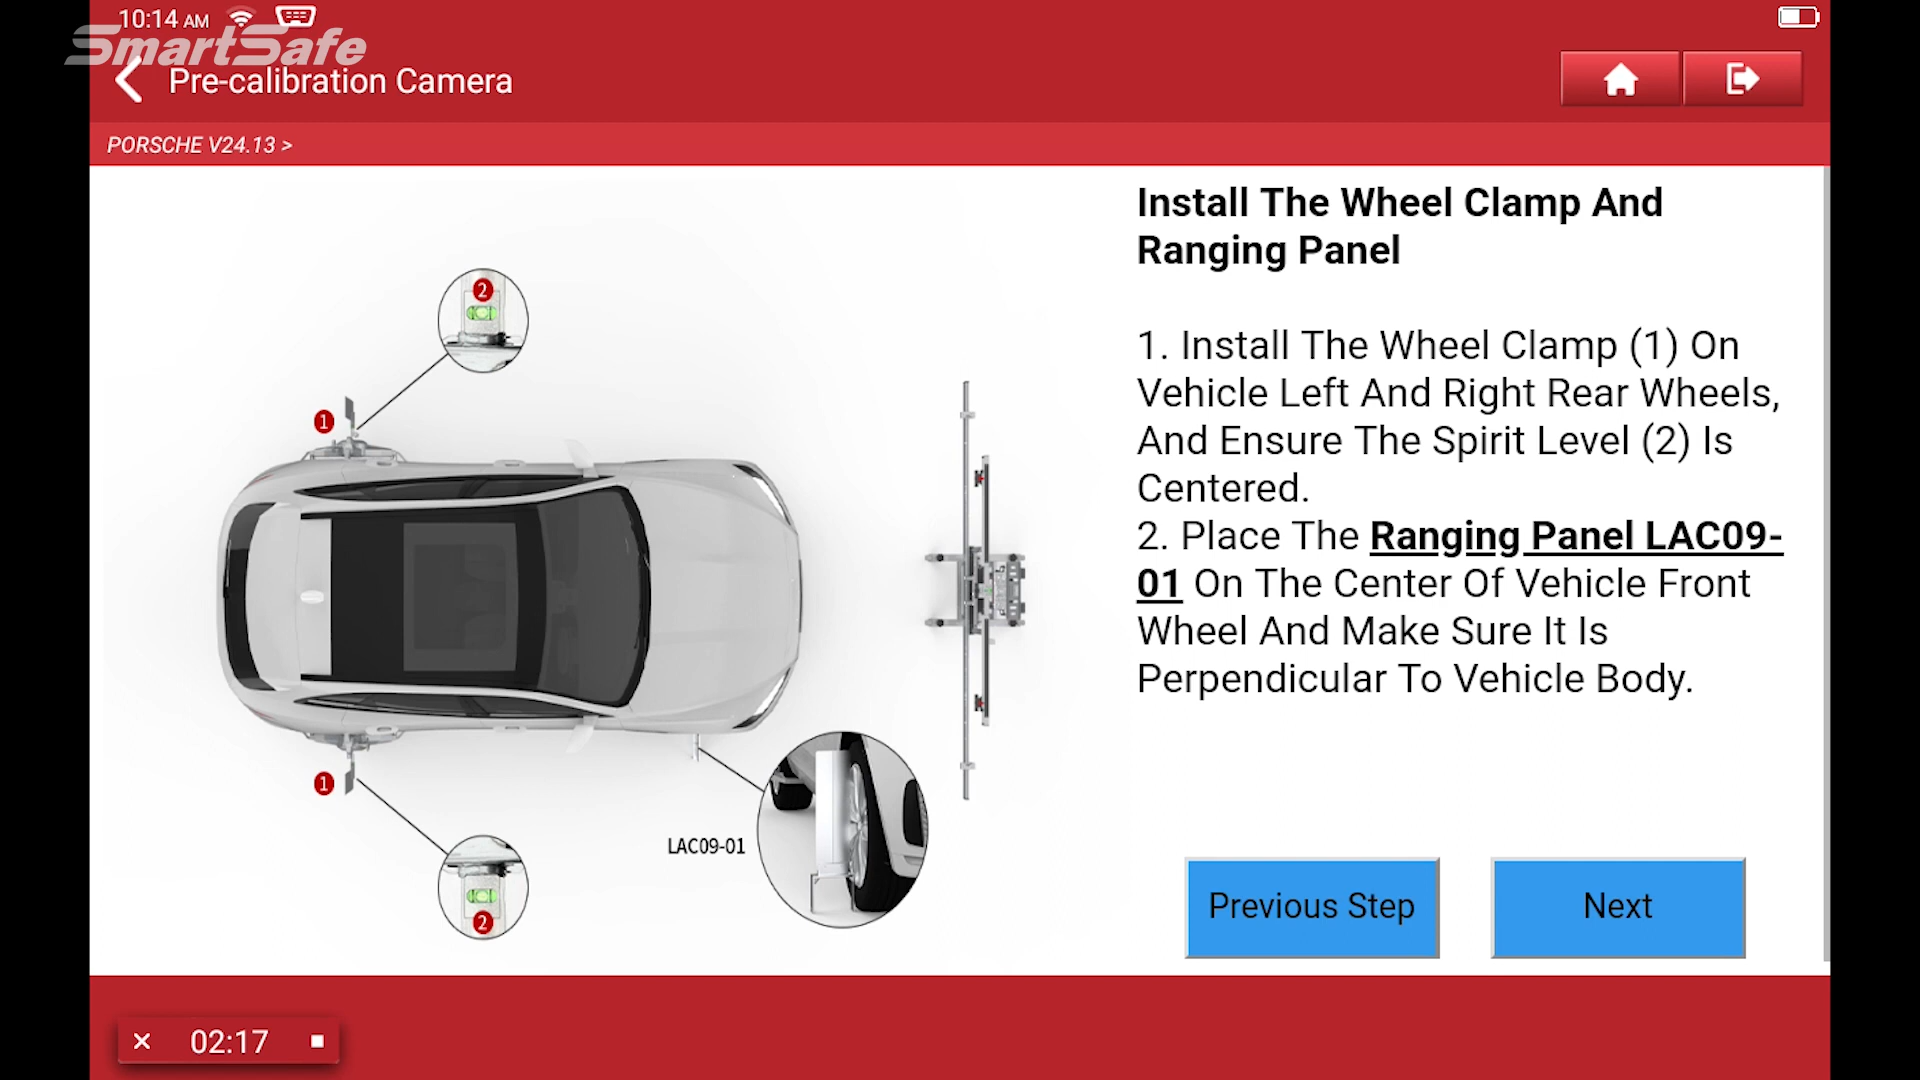 10:14 AM
SmartSafe
Pre-calibration Camera
PORSCHE V24.13 >
Install The Wheel Clamp And
Ranging Panel
1. Install The Wheel Clamp (1) On
Vehicle Left And Right Rear Wheels,
And Ensure The Spirit Level (2) Is
Centered.
2. Place The Ranging Panel LAC09-
01 On The Center Of Vehicle Front
Wheel And Make Sure It Is
Perpendicular To Vehicle Body.
2
1
1
LAC09-01
2
Previous Step
Next
02:17